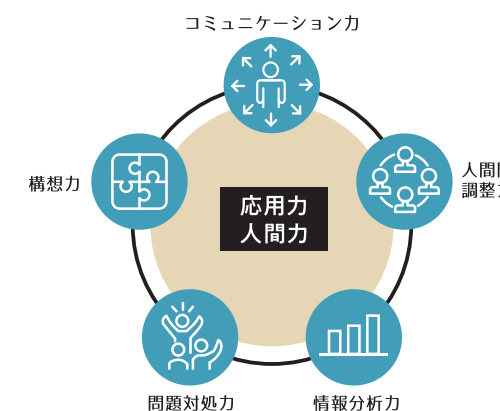 コミュニケーション力
構想力
人間
調整
応用力
人間力
問題対処力
情報分析力